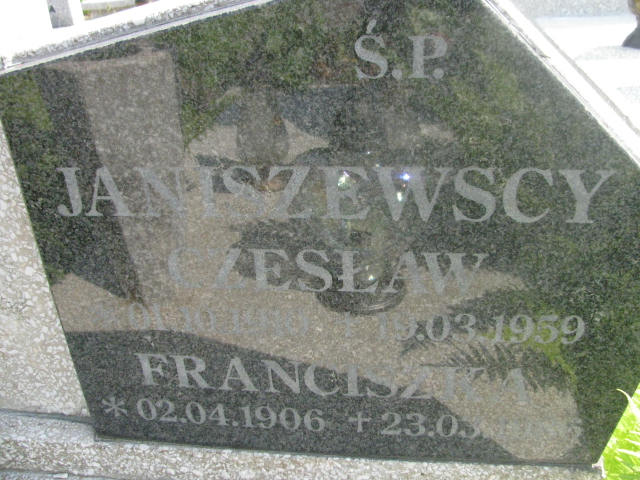 Ś.P.
JANISZEWSCY
CZESŁAW
+ 19.03.1959
FRANCISZKA
* 02.04.1906 +